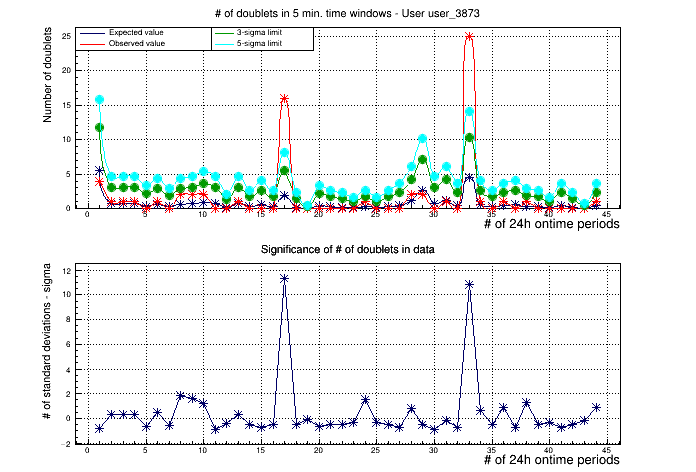 # of doublets in 5 min. time windows - User user_3873
Number of doublets
Expected value
Observed value
3-sigma limit
5-sigma limit
25
20
15
10
5
0
0 5 10 15 20 25 30 35 40 45
# of 24h ontime periods
Significance of # of doublets in data
# of standard deviations - sigma
12
10
8
6
4
2
0
-2
0 5 10 15 20 25 30 35 40 45
# of 24h ontime periods